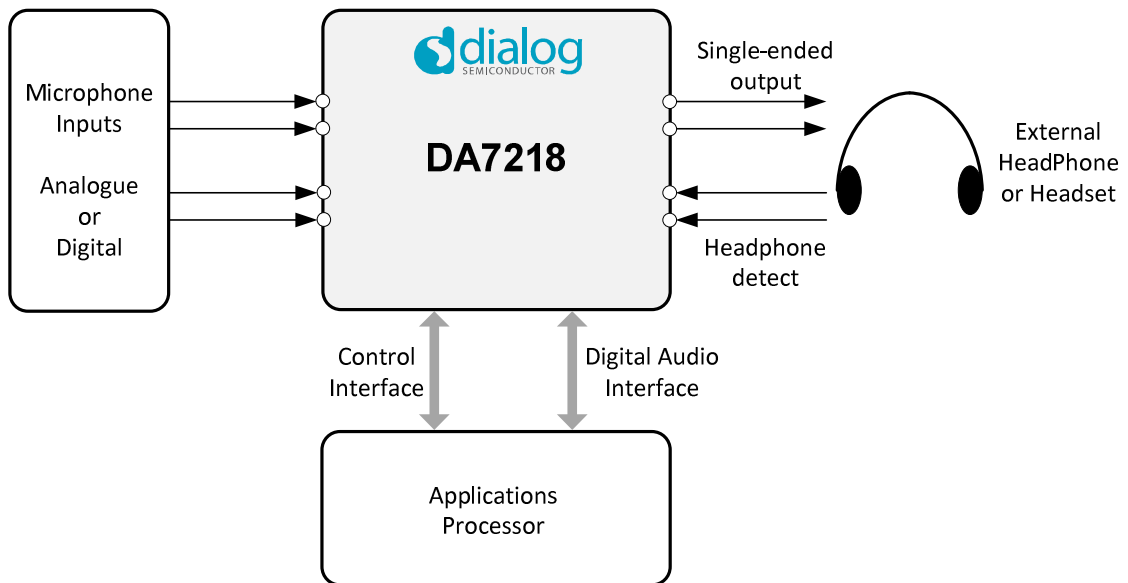 dialog
SEMICONDUCTOR
DA7218
Microphone
Inputs
Analogue
or
Digital
Single-ended
output
Headphone
detect
External
HeadPhone
or Headset
Control
Interface
Digital Audio
Interface
Applications
Processor